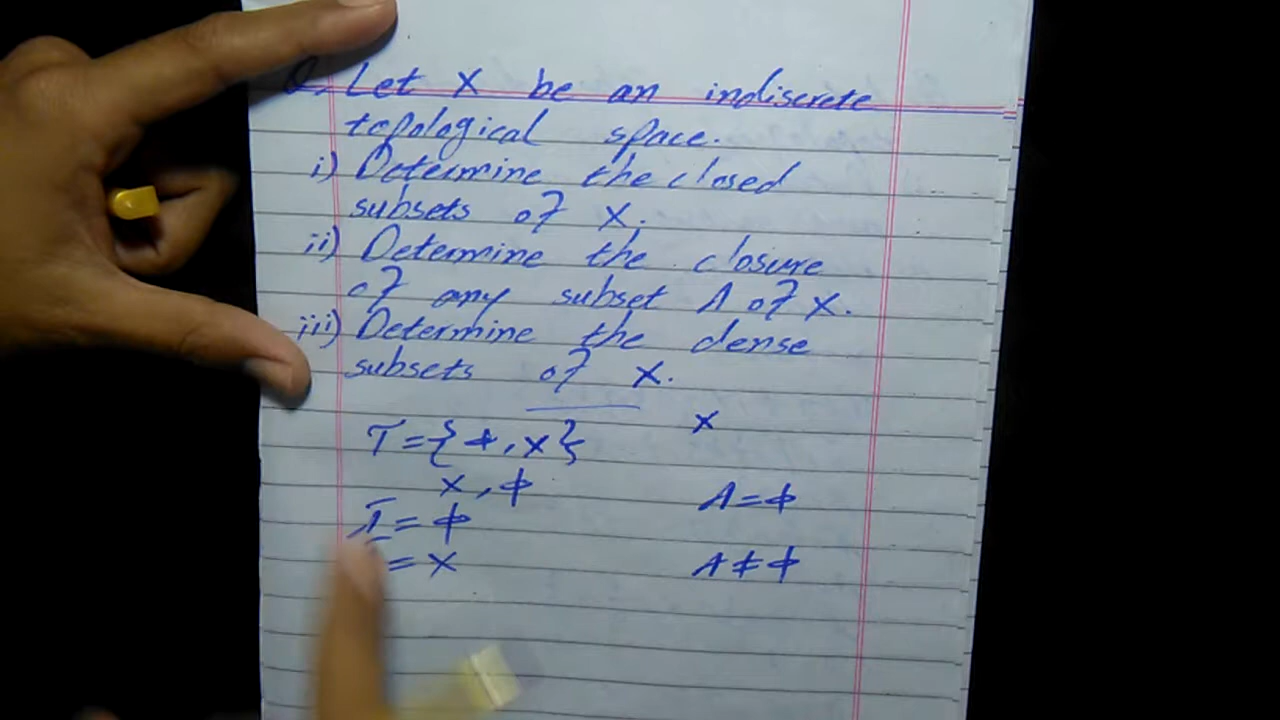 Q. Let X be an indiscrete
topological space.
i) Determine the closed
subsets of X.
ii) Determine the closure
of any subset A of X.
iii) Determine the dense
subsets of X.
X
T = {ϕ, X}
X, ϕ A = ϕ
= ϕ
= X A ≠ ϕ